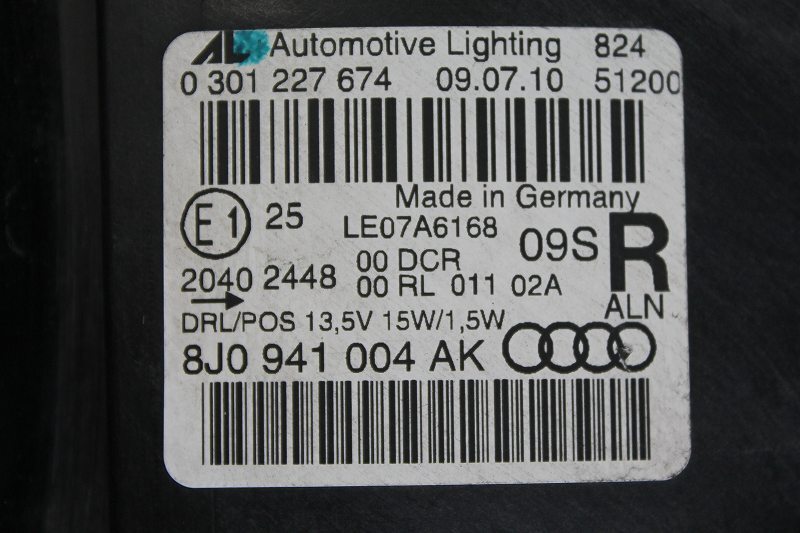 AL Automotive Lighting 824
0 301 227 674 09.07.10 51200
Made in Germany
E1 25 LE07A6168 09S R
00 DCR
2040 2448 00 RL 011 02A
ALN
DRL/POS 13,5V 15W/1,5W
8J0 941 004 AK